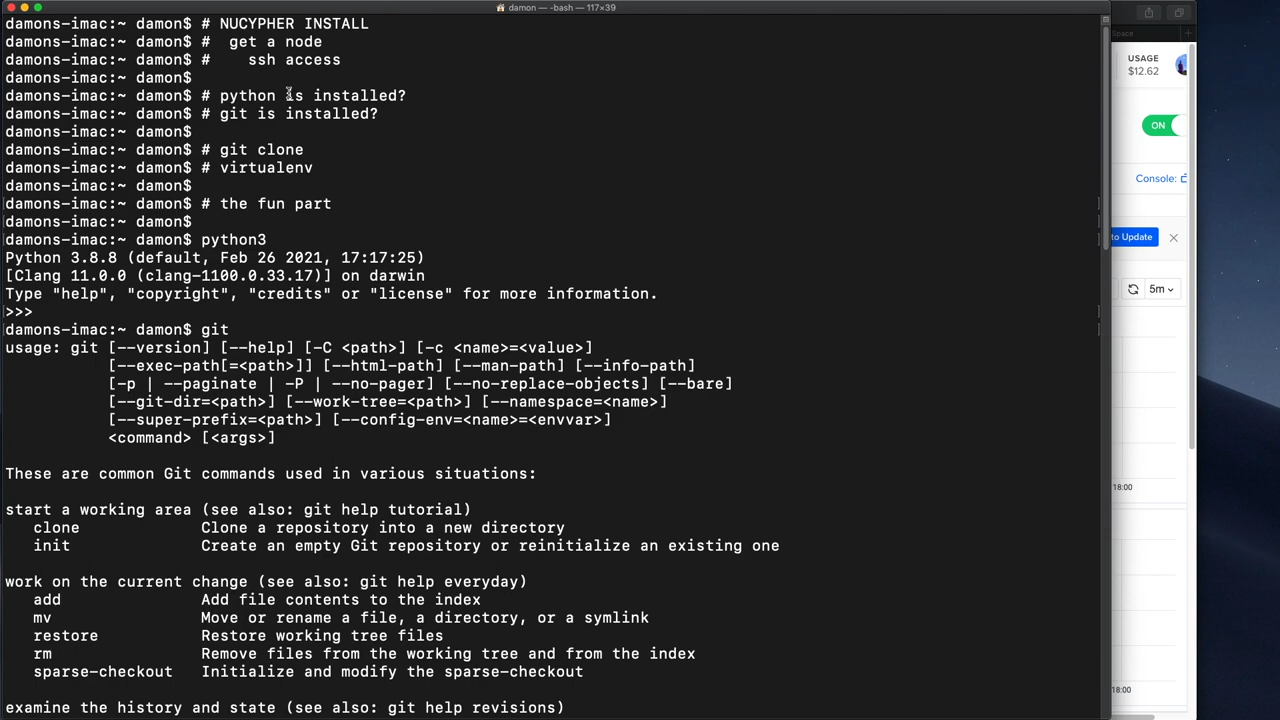 damon — -bash — 117×39
damons-imac:~ damon$ # NUCYPHER INSTALL
damons-imac:~ damon$ #  get a node
damons-imac:~ damon$ #    ssh access
damons-imac:~ damon$
damons-imac:~ damon$ # python is installed?
damons-imac:~ damon$ # git is installed?
damons-imac:~ damon$
damons-imac:~ damon$ # git clone
damons-imac:~ damon$ # virtualenv
damons-imac:~ damon$
damons-imac:~ damon$ # the fun part
damons-imac:~ damon$
damons-imac:~ damon$ python3
Python 3.8.8 (default, Feb 26 2021, 17:17:25)
[Clang 11.0.0 (clang-1100.0.33.17)] on darwin
Type "help", "copyright", "credits" or "license" for more information.
>>>
damons-imac:~ damon$ git
usage: git [--version] [--help] [-C <path>] [-c <name>=<value>]
           [--exec-path[=<path>]] [--html-path] [--man-path] [--info-path]
           [-p | --paginate | -P | --no-pager] [--no-replace-objects] [--bare]
           [--git-dir=<path>] [--work-tree=<path>] [--namespace=<name>]
           [--super-prefix=<path>] [--config-env=<name>=<envvar>]
           <command> [<args>]
These are common Git commands used in various situations:
start a working area (see also: git help tutorial)
   clone             Clone a repository into a new directory
   init              Create an empty Git repository or reinitialize an existing one
work on the current change (see also: git help everyday)
   add               Add file contents to the index
   mv                Move or rename a file, a directory, or a symlink
   restore           Restore working tree files
   rm                Remove files from the working tree and from the index
   sparse-checkout   Initialize and modify the sparse-checkout
examine the history and state (see also: git help revisions)
Space
USAGE
$12.62
ON
Console:
to Update
5m
18:00
18:00